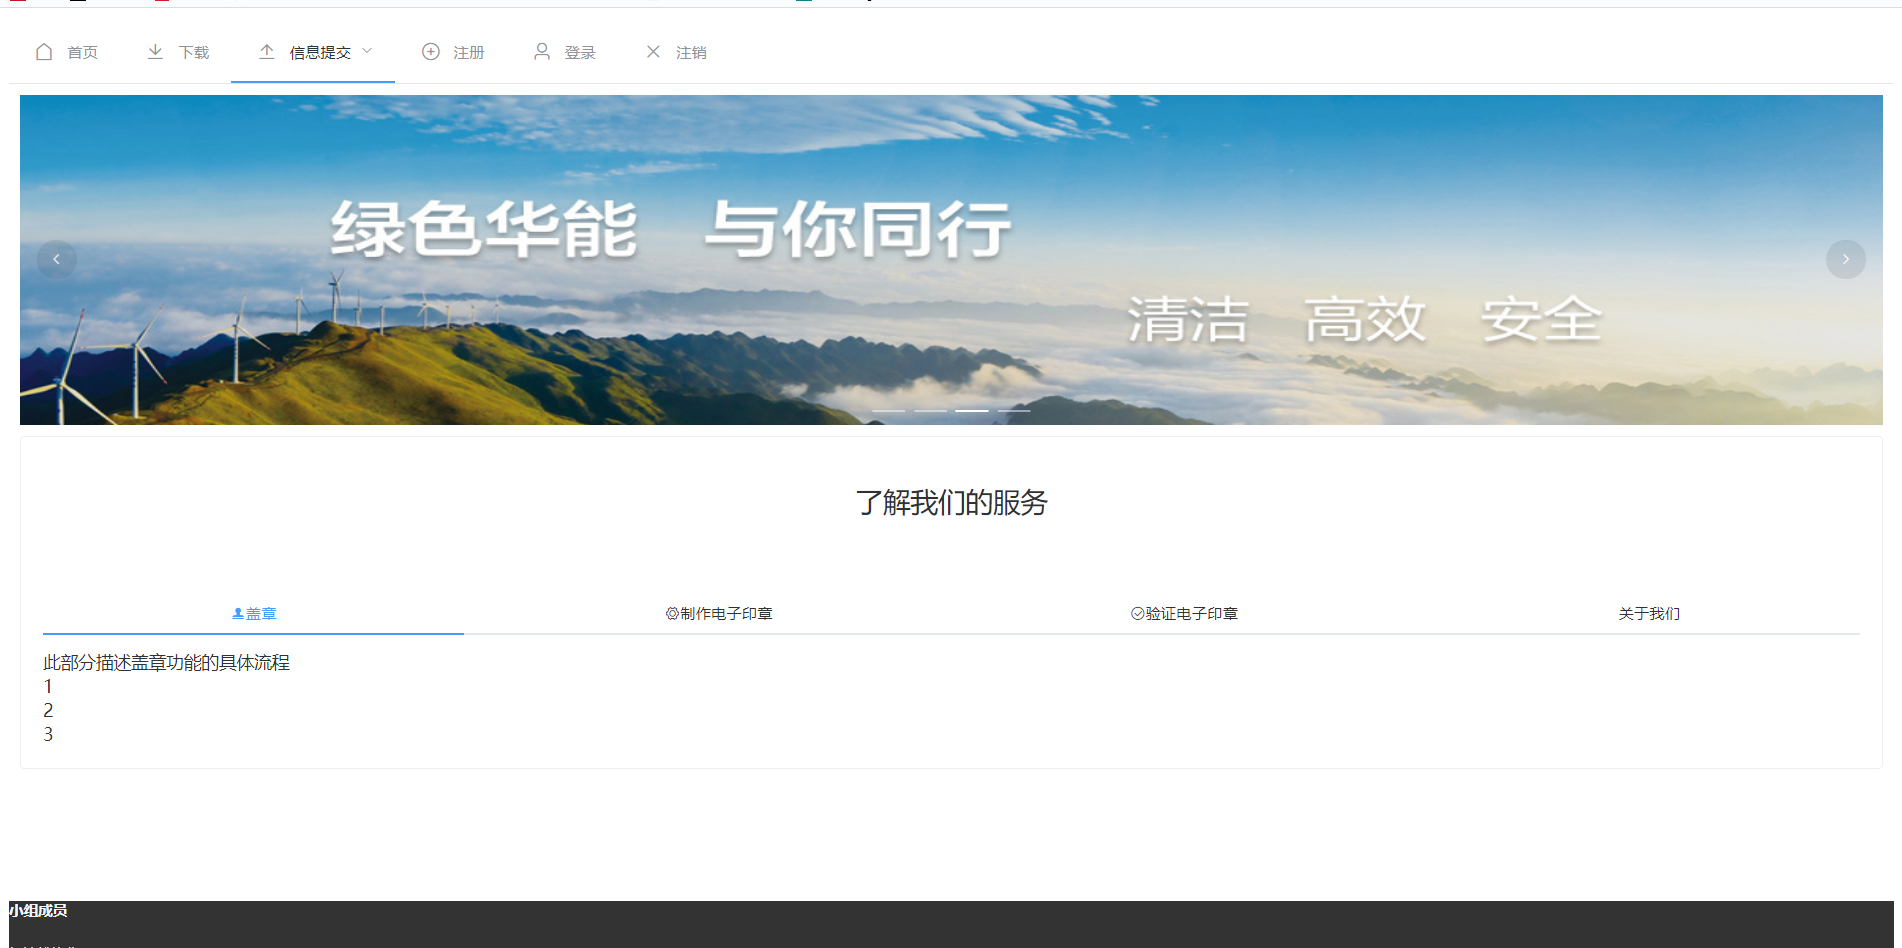 首页 下载 信息提交 注册 登录 注销
绿色华能 与你同行
清洁 高效 安全
了解我们的服务
盖章 制作电子印章 验证电子印章 关于我们
此部分描述盖章功能的具体流程
1
2
3
小组成员